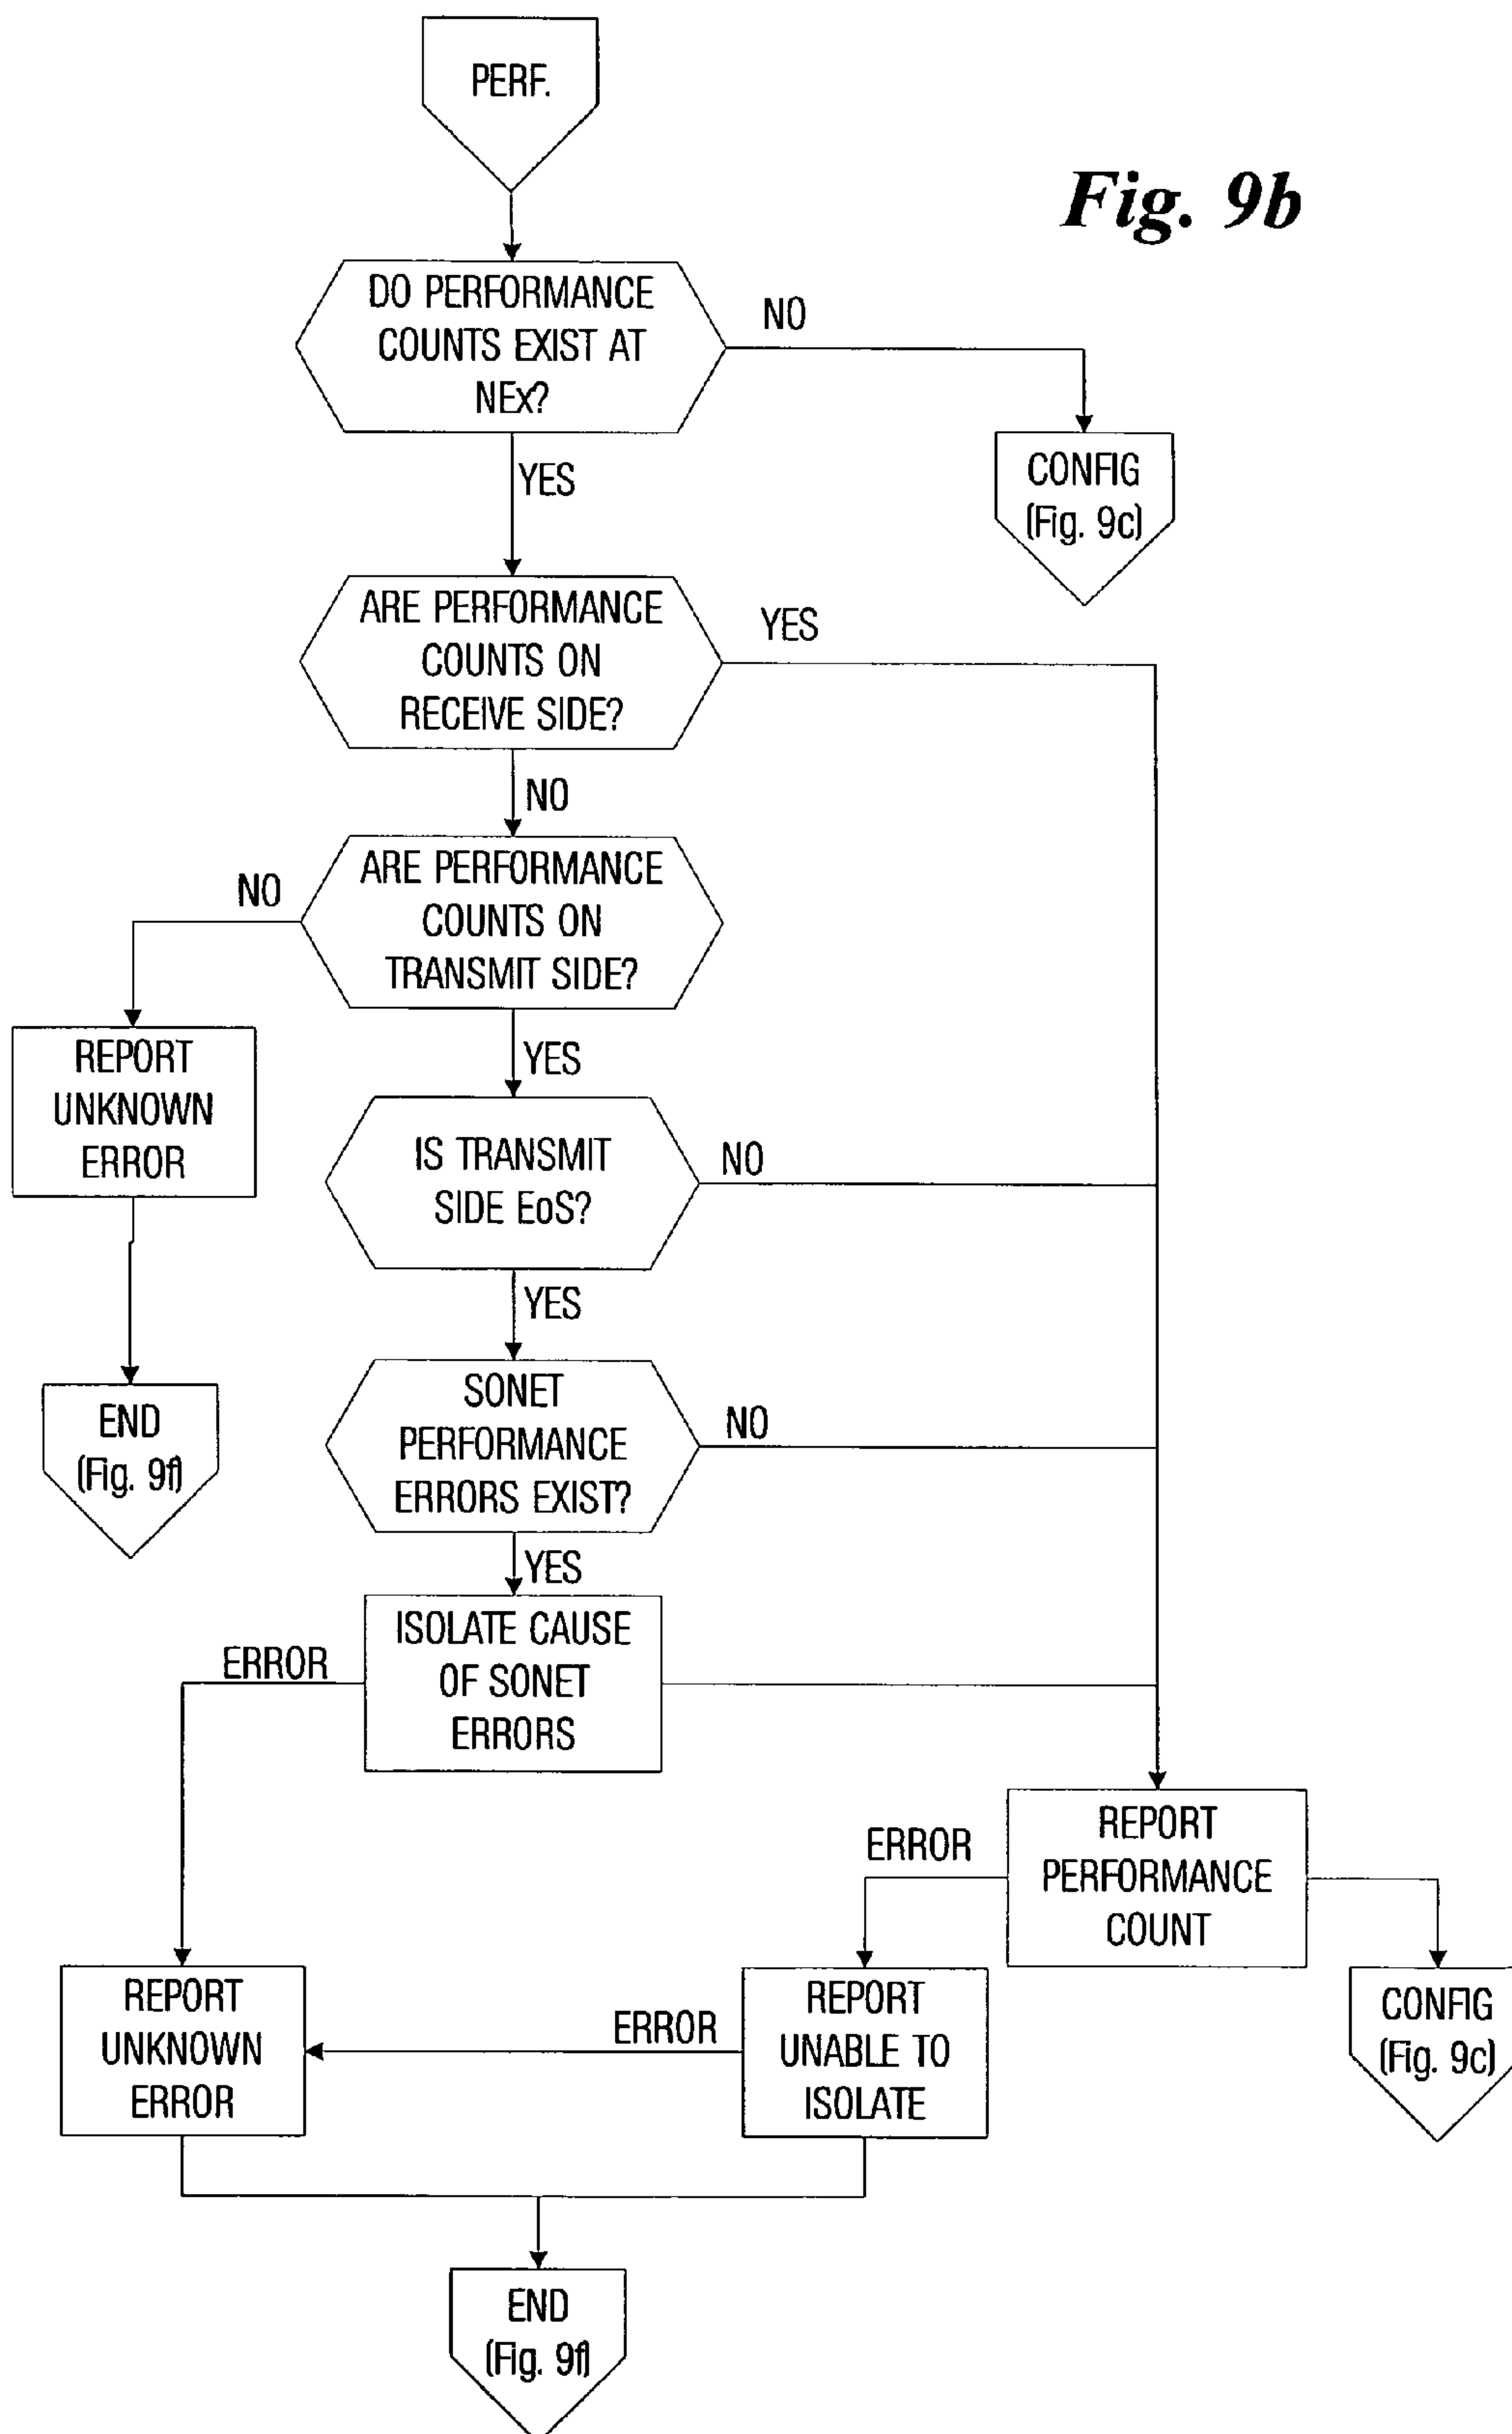 PERF.
Fig. 9b
DO PERFORMANCE
COUNTS EXIST AT
NEx?
NO
CONFIG
(Fig. 9c)
YES
ARE PERFORMANCE
COUNTS ON
RECEIVE SIDE?
YES
NO
ARE PERFORMANCE
COUNTS ON
TRANSMIT SIDE?
NO
REPORT
UNKNOWN
ERROR
YES
IS TRANSMIT
SIDE EoS?
NO
YES
END
(Fig. 9f)
SONET
PERFORMANCE
ERRORS EXIST?
NO
YES
ISOLATE CAUSE
OF SONET
ERRORS
ERROR
REPORT
PERFORMANCE
COUNT
ERROR
CONFIG
(Fig. 9c)
REPORT
UNABLE TO
ISOLATE
ERROR
REPORT
UNKNOWN
ERROR
END
(Fig. 9f)